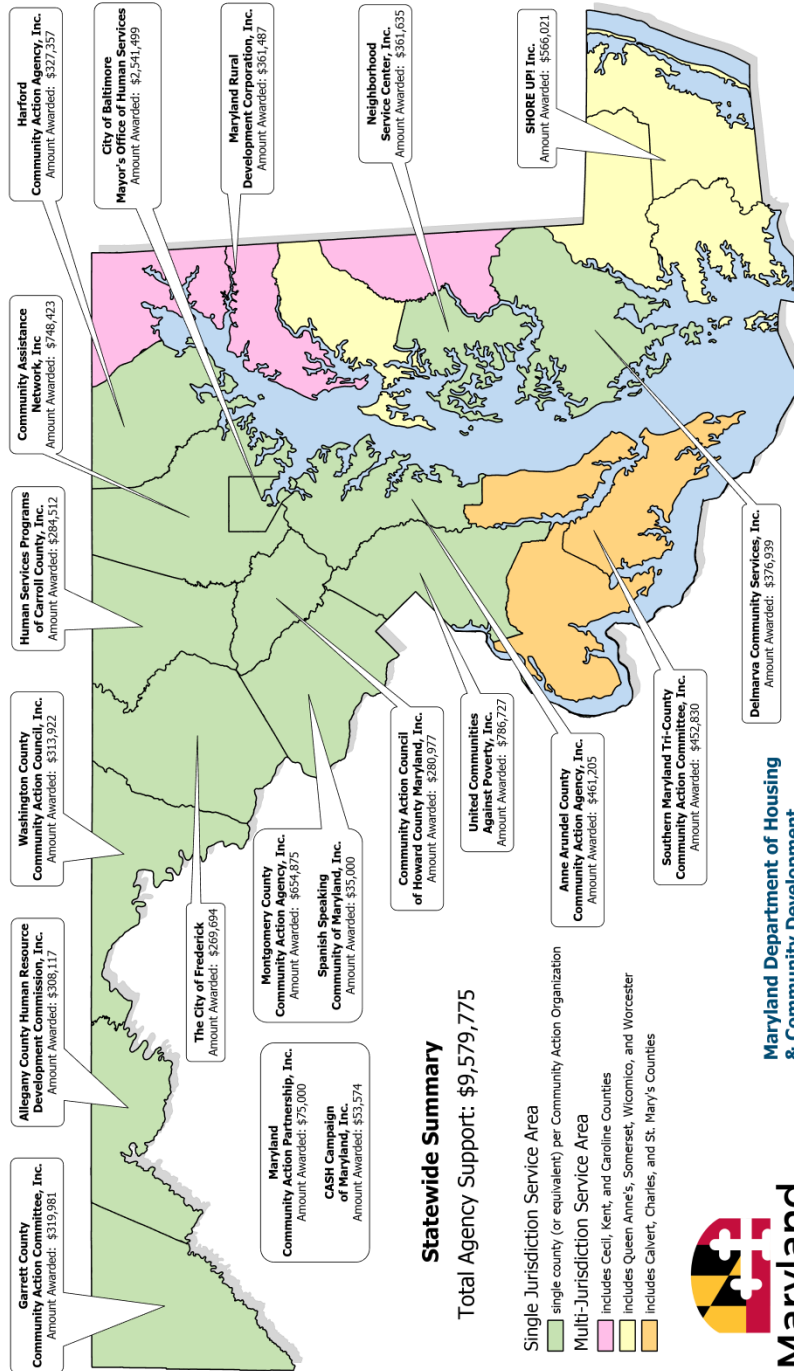 Garrett County
Community Action Committee, Inc.
Amount Awarded: $319,981
Allegany County Human Resource
Development Commission, Inc.
Amount Awarded: $308,117
Washington County
Community Action Council, Inc.
Amount Awarded: $313,922
Human Services Programs
of Carroll County, Inc.
Amount Awarded: $284,512
Community Assistance
Network, Inc
Amount Awarded: $748,423
Harford
Community Action Agency, Inc.
Amount Awarded: $327,357
City of Baltimore
Mayor's Office of Human Services
Amount Awarded: $2,541,499
Maryland Rural
Development Corporation, Inc.
Amount Awarded: $361,487
Neighborhood
Service Center, Inc.
Amount Awarded: $361,635
SHORE UP! Inc.
Amount Awarded: $566,021
The City of Frederick
Amount Awarded: $269,694
Montgomery County
Community Action Agency, Inc.
Amount Awarded: $654,875
Spanish Speaking
Community of Maryland, Inc.
Amount Awarded: $35,000
Maryland
Community Action Partnership, Inc.
Amount Awarded: $75,000
CASH Campaign
of Maryland, Inc.
Amount Awarded: $53,574
Community Action Council
of Howard County Maryland, Inc.
Amount Awarded: $280,977
United Communities
Against Poverty, Inc.
Amount Awarded: $786,727
Anne Arundel County
Community Action Agency, Inc.
Amount Awarded: $461,205
Southern Maryland Tri-County
Community Action Committee, Inc.
Amount Awarded: $452,830
Delmarva Community Services, Inc.
Amount Awarded: $376,939
Statewide Summary
Total Agency Support: $9,579,775
Single Jurisdiction Service Area
single county (or equivalent) per Community Action Organization
Multi-Jurisdiction Service Area
includes Cecil, Kent, and Caroline Counties
includes Queen Anne's, Somerset, Wicomico, and Worcester
includes Calvert, Charles, and St. Mary's Counties
Maryland
Maryland Department of Housing
& Community Development